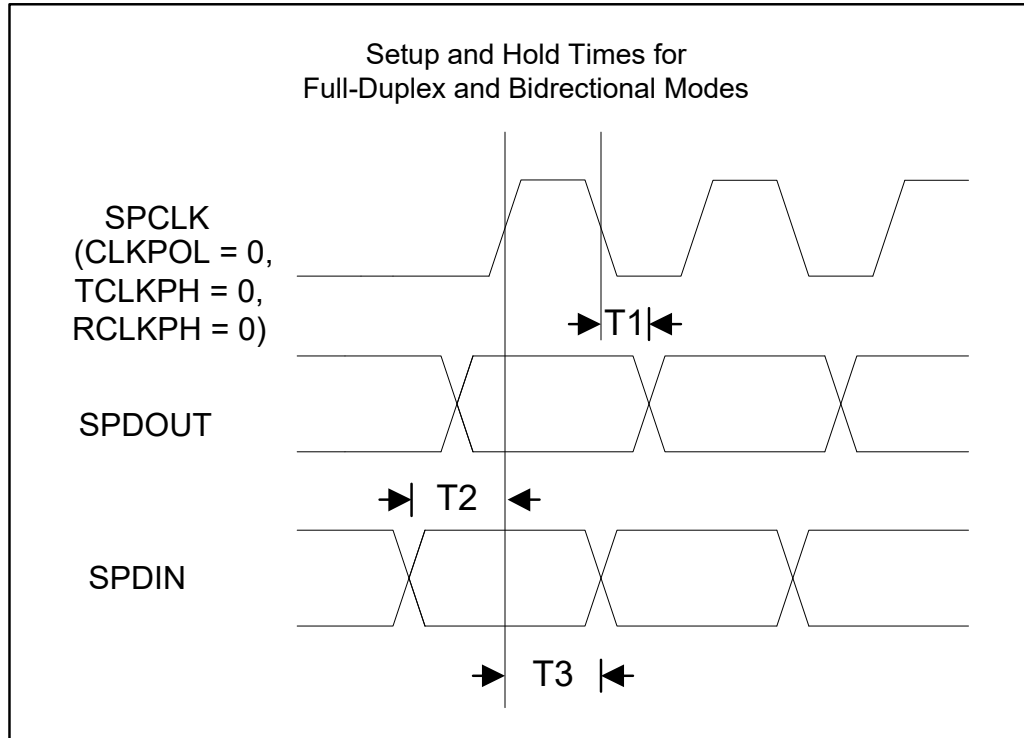 Setup and Hold Times for
Full-Duplex and Bidrectional Modes
SPCLK
(CLKPOL = 0,
TCLKPH = 0,
RCLKPH = 0)
T1
SPDOUT
T2
SPDIN
T3